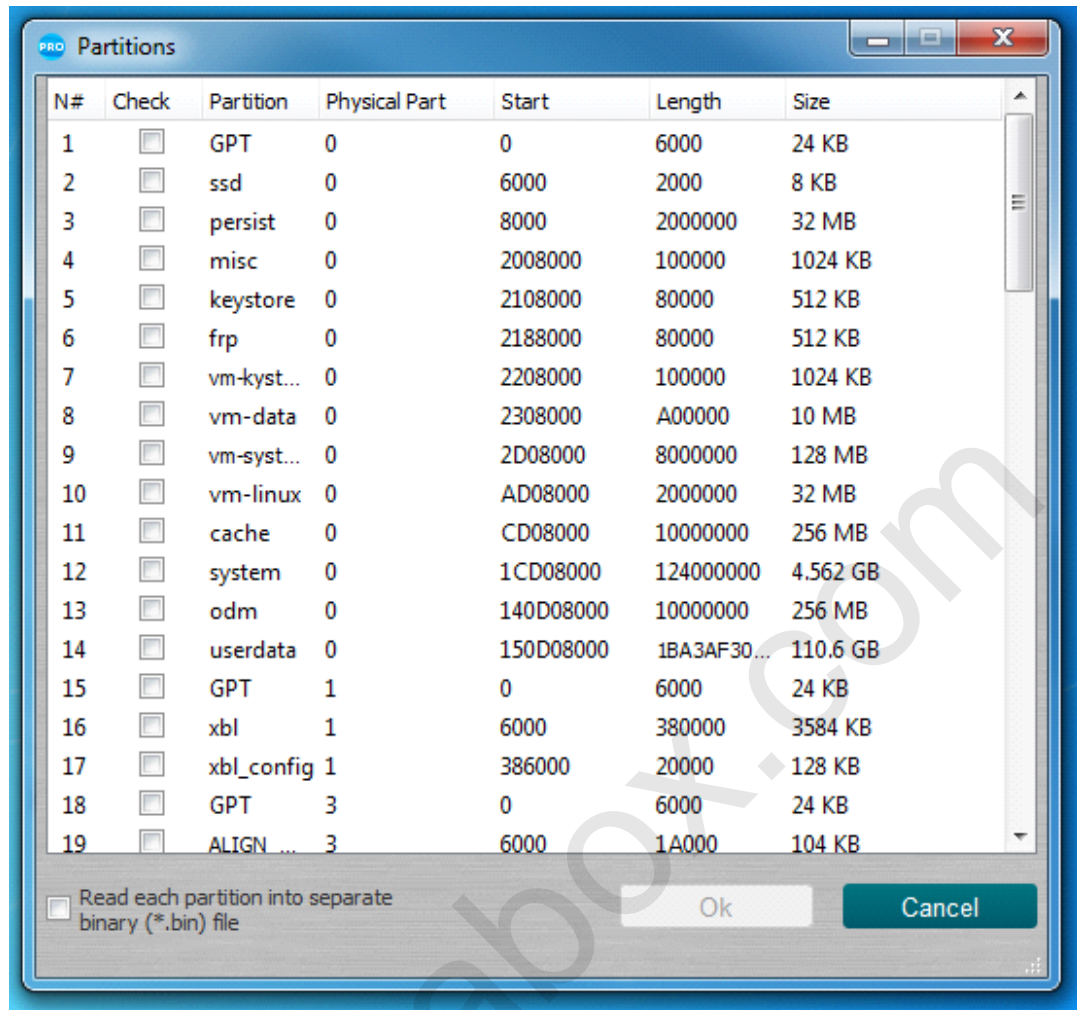 PRO Partitions
N# Check Partition Physical Part Start Length Size
1 GPT 0 0 6000 24 KB
2 ssd 0 6000 2000 8 KB
3 persist 0 8000 2000000 32 MB
4 misc 0 2008000 100000 1024 KB
5 keystore 0 2108000 80000 512 KB
6 frp 0 2188000 80000 512 KB
7 vm-kyst... 0 2208000 100000 1024 KB
8 vm-data 0 2308000 A00000 10 MB
9 vm-syst... 0 2D08000 8000000 128 MB
10 vm-linux 0 AD08000 2000000 32 MB
11 cache 0 CD08000 10000000 256 MB
12 system 0 1CD08000 124000000 4.562 GB
13 odm 0 140D08000 10000000 256 MB
14 userdata 0 150D08000 1BA3AF30... 110.6 GB
15 GPT 1 0 6000 24 KB
16 xbl 1 6000 380000 3584 KB
17 xbl_config 1 386000 20000 128 KB
18 GPT 3 0 6000 24 KB
19 ALIGN_... 3 6000 1A000 104 KB
Read each partition into separate
binary (*.bin) file
Ok Cancel
abox.com